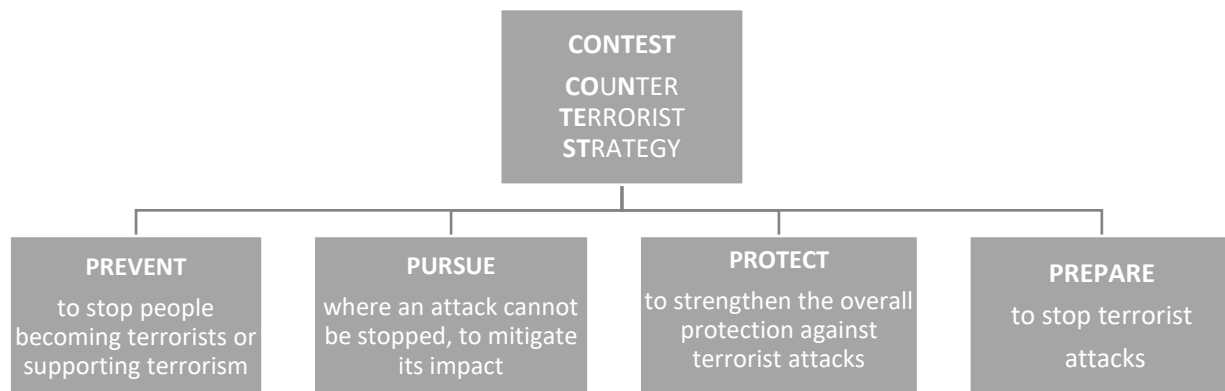 CONTEST
COUNTER
TERRORIST
STRATEGY
PREVENT
to stop people
becoming terrorists or
supporting terrorism
PURSUE
where an attack cannot
be stopped, to mitigate
its impact
PROTECT
to strengthen the overall
protection against
terrorist attacks
PREPARE
to stop terrorist
attacks